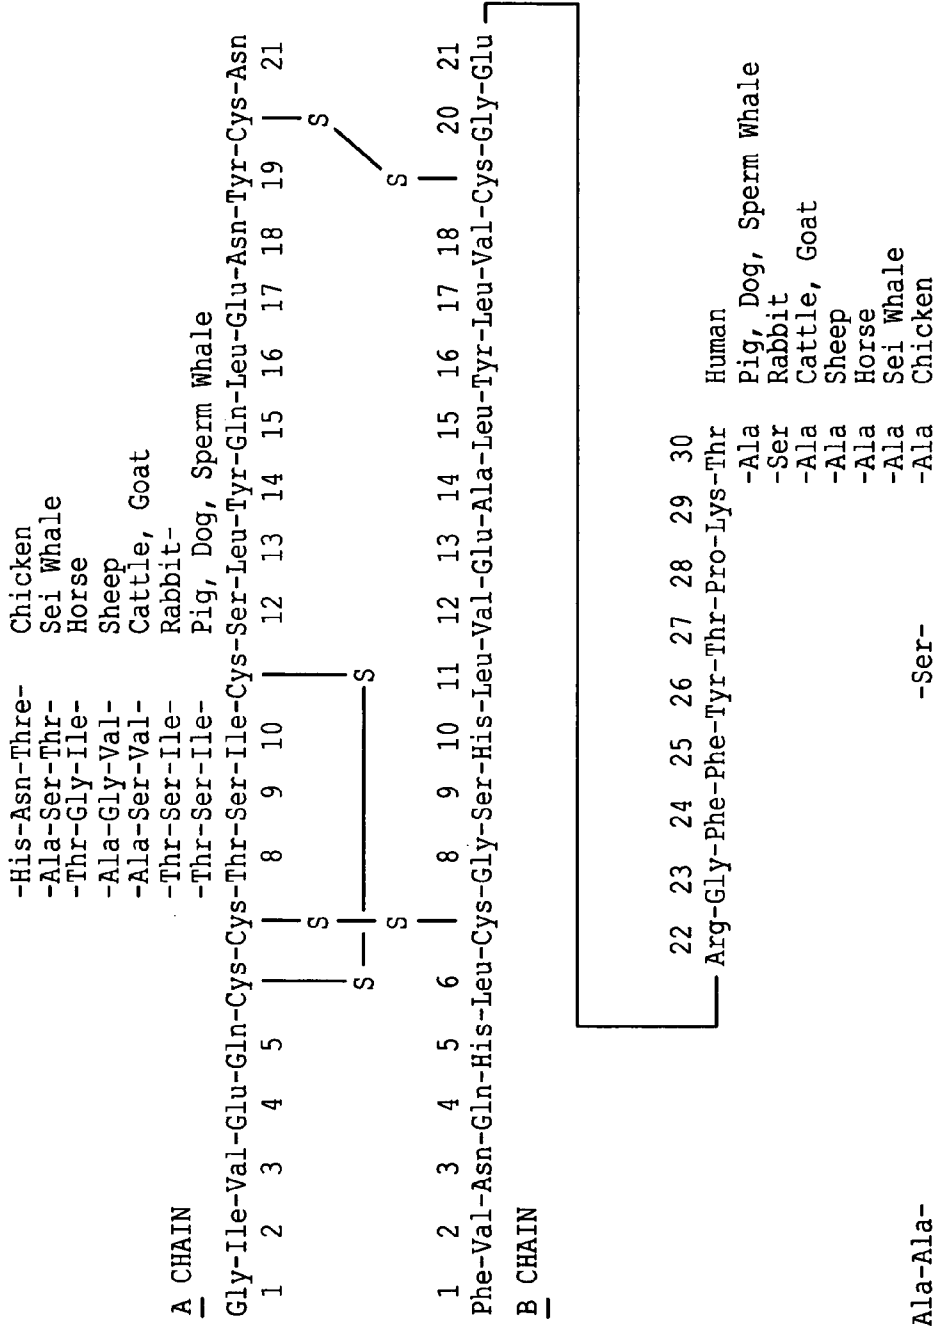 -His-Asn-Thre- Chicken
-Ala-Ser-Thr- Sei Whale
-Thr-Gly-Ile- Horse
-Ala-Gly-Val- Sheep
-Ala-Ser-Val- Cattle, Goat
-Thr-Ser-Ile- Rabbit-
A CHAIN -Thr-Ser-Ile- Pig, Dog, Sperm Whale
Gly-Ile-Val-Glu-Gln-Cys-Cys-Thr-Ser-Ile-Cys-Ser-Leu-Tyr-Gln-Leu-Glu-Asn-Tyr-Cys-Asn
1 2 3 4 5 8 9 10 12 13 14 15 16 17 18 19 21
S S
S S
S S
1 2 3 4 5 6 8 9 10 11 12 13 14 15 16 17 18 20 21
Phe-Val-Asn-Gln-His-Leu-Cys-Gly-Ser-His-Leu-Val-Glu-Ala-Leu-Tyr-Leu-Val-Cys-Gly-Glu
B CHAIN
22 23 24 25 26 27 28 29 30
Arg-Gly-Phe-Phe-Tyr-Thr-Pro-Lys-Thr Human
-Ala Pig, Dog, Sperm Whale
-Ser Rabbit
-Ala Cattle, Goat
-Ala Sheep
-Ala Horse
-Ala Sei Whale
Ala-Ala- -Ser- -Ala Chicken